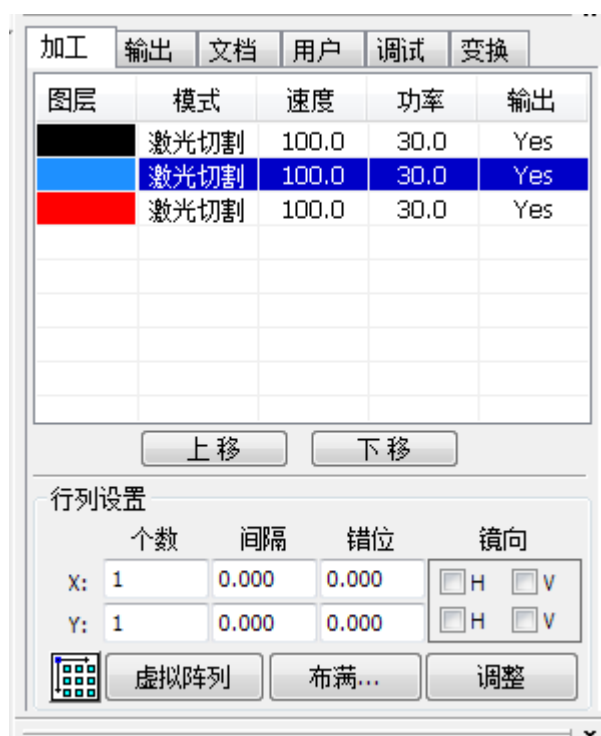 加工 输出 文档 用户 调试 变换
图层 模式 速度 功率 输出
激光切割 100.0 30.0 Yes
激光切割 100.0 30.0 Yes
激光切割 100.0 30.0 Yes
上移 下移
行列设置
个数 间隔 错位 镜向
X: 1 0.000 0.000 H V
Y: 1 0.000 0.000 H V
虚拟阵列 布满... 调整